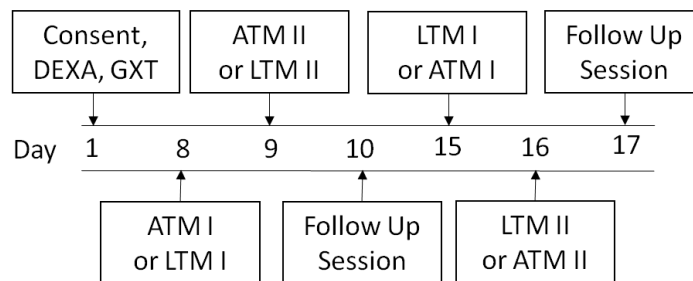 Consent,
DEXA, GXT
ATM II
or LTM II
LTM I
or ATM I
Follow Up
Session
Day 1 8 9 10 15 16 17
ATM I
or LTM I
Follow Up
Session
LTM II
or ATM II